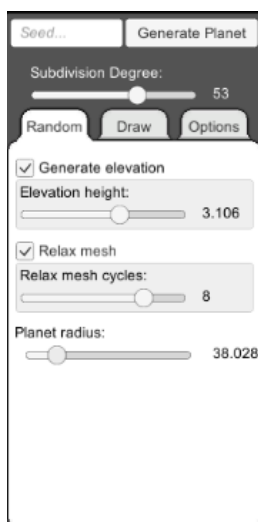 Seed... Generate Planet
Subdivision Degree:
53
Random Draw Options
Generate elevation
Elevation height:
3.106
Relax mesh
Relax mesh cycles:
8
Planet radius:
38.028